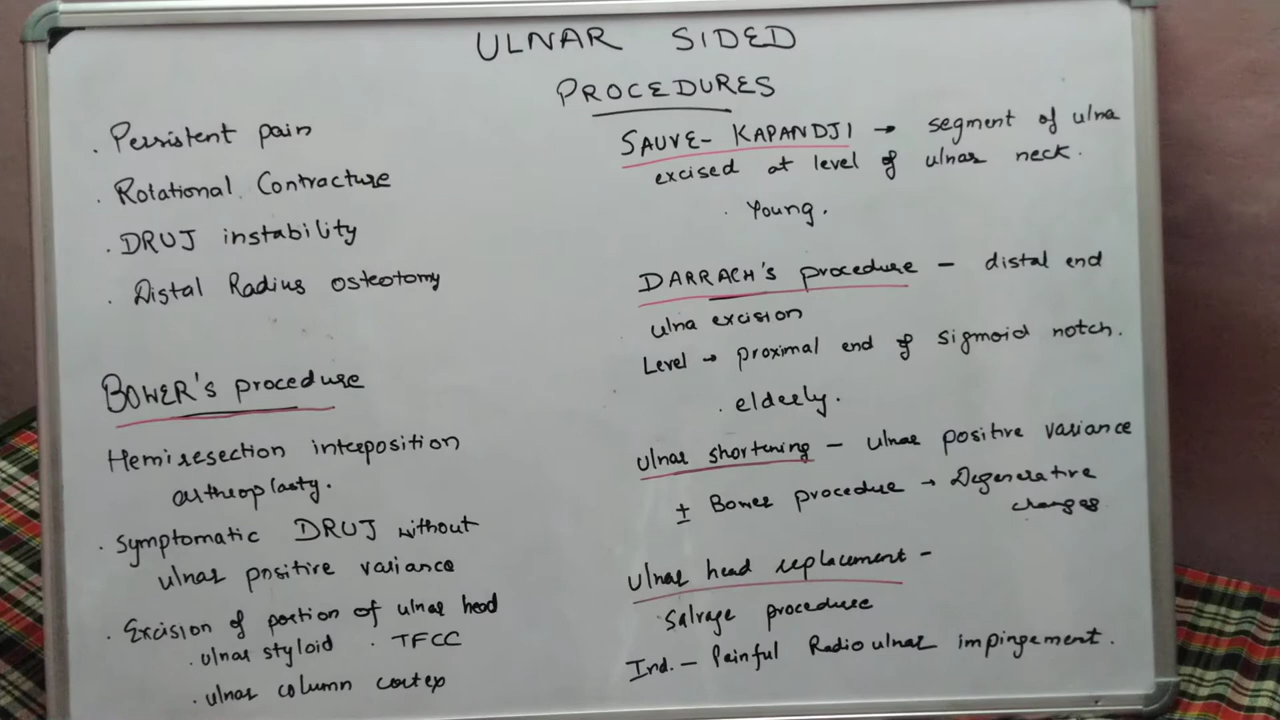 ULNAR SIDED
PROCEDURES
. Persistent pain
. Rotational Contracture
. DRUJ instability
. Distal Radius osteotomy
BOWER's procedure
Hemiresection interposition
arthroplasty.
. Symptomatic DRUJ without
ulnar positive variance
. Excision of portion of ulnar head
. ulnar styloid . TFCC
. ulnar column cortex
SAUVE- KAPANDJI → segment of ulna
excised at level of ulnar neck.
. Young.
DARRACH's procedure - distal end
ulna excision
Level → proximal end of sigmoid notch.
. elderly.
ulnar shortening - ulnar positive variance
± Bower procedure → Degenerative
changes
Ulnar head replacement -
Salvage procedure
Ind. - Painful Radioulnar impingement.